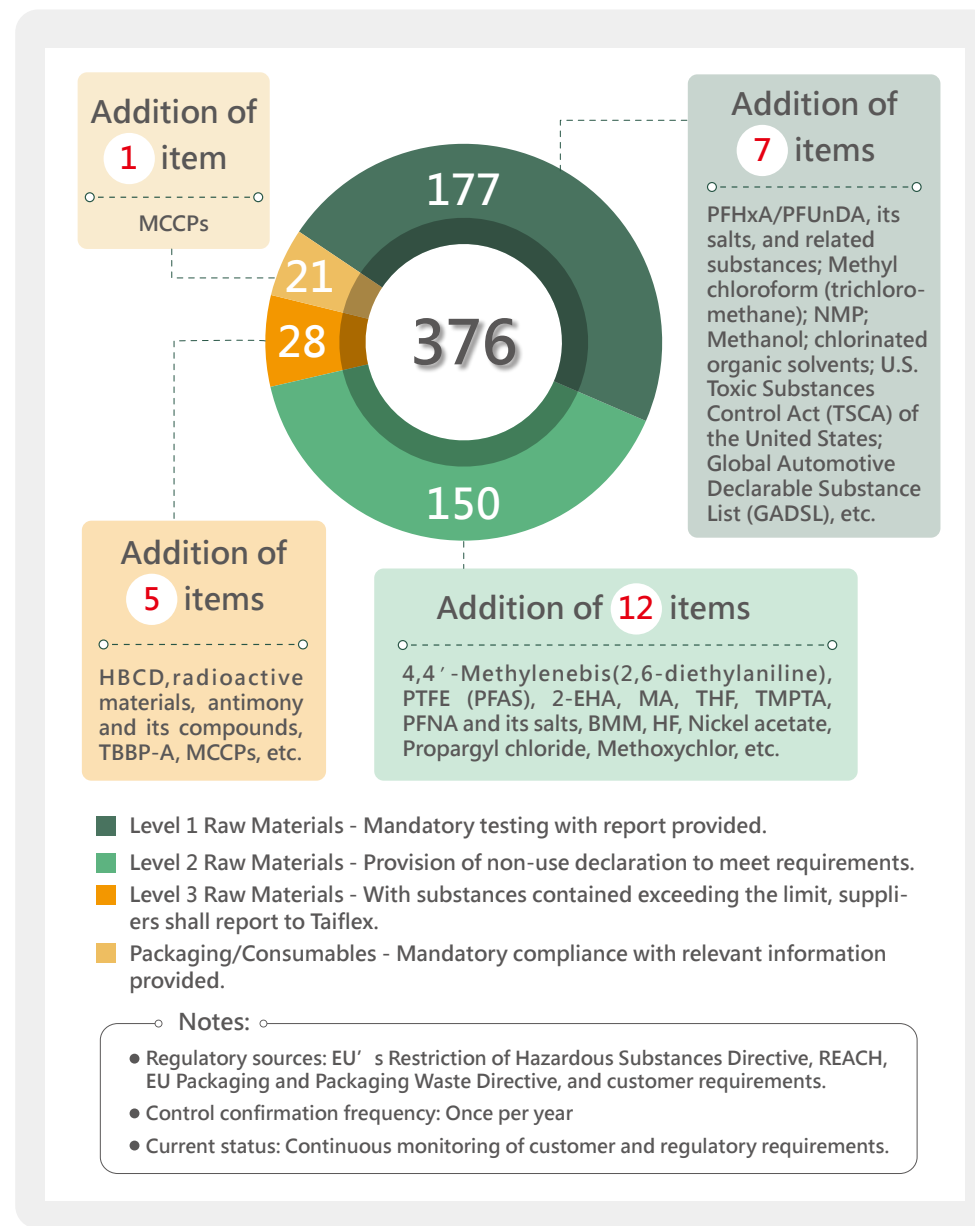 Addition of
1 item
MCCPs
Addition of
7 items
PFHxA/PFUnDA, its
salts, and related
substances; Methyl
chloroform (trichloro-
methane); NMP;
Methanol; chlorinated
organic solvents; U.S.
Toxic Substances
Control Act (TSCA) of
the United States;
Global Automotive
Declarable Substance
List (GADSL), etc.
177
21
28
376
150
Addition of
5 items
HBCD,radioactive
materials, antimony
and its compounds,
TBBP-A, MCCPs, etc.
Addition of 12 items
4,4′-Methylenebis(2,6-diethylaniline),
PTFE (PFAS), 2-EHA, MA, THF, TMPTA,
PFNA and its salts, BMM, HF, Nickel acetate,
Propargyl chloride, Methoxychlor, etc.
Level 1 Raw Materials - Mandatory testing with report provided.
Level 2 Raw Materials - Provision of non-use declaration to meet requirements.
Level 3 Raw Materials - With substances contained exceeding the limit, suppli-
ers shall report to Taiflex.
Packaging/Consumables - Mandatory compliance with relevant information
provided.
Notes:
● Regulatory sources: EU’s Restriction of Hazardous Substances Directive, REACH,
EU Packaging and Packaging Waste Directive, and customer requirements.
● Control confirmation frequency: Once per year
● Current status: Continuous monitoring of customer and regulatory requirements.